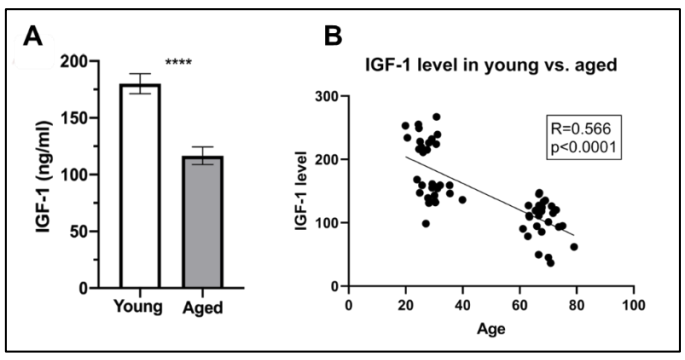 A
200
150
100
50
0
IGF-1 (ng/ml)
****
Young Aged
B
IGF-1 level in young vs. aged
300
200
100
0
IGF-1 level
R=0.566
p<0.0001
0 20 40 60 80 100
Age